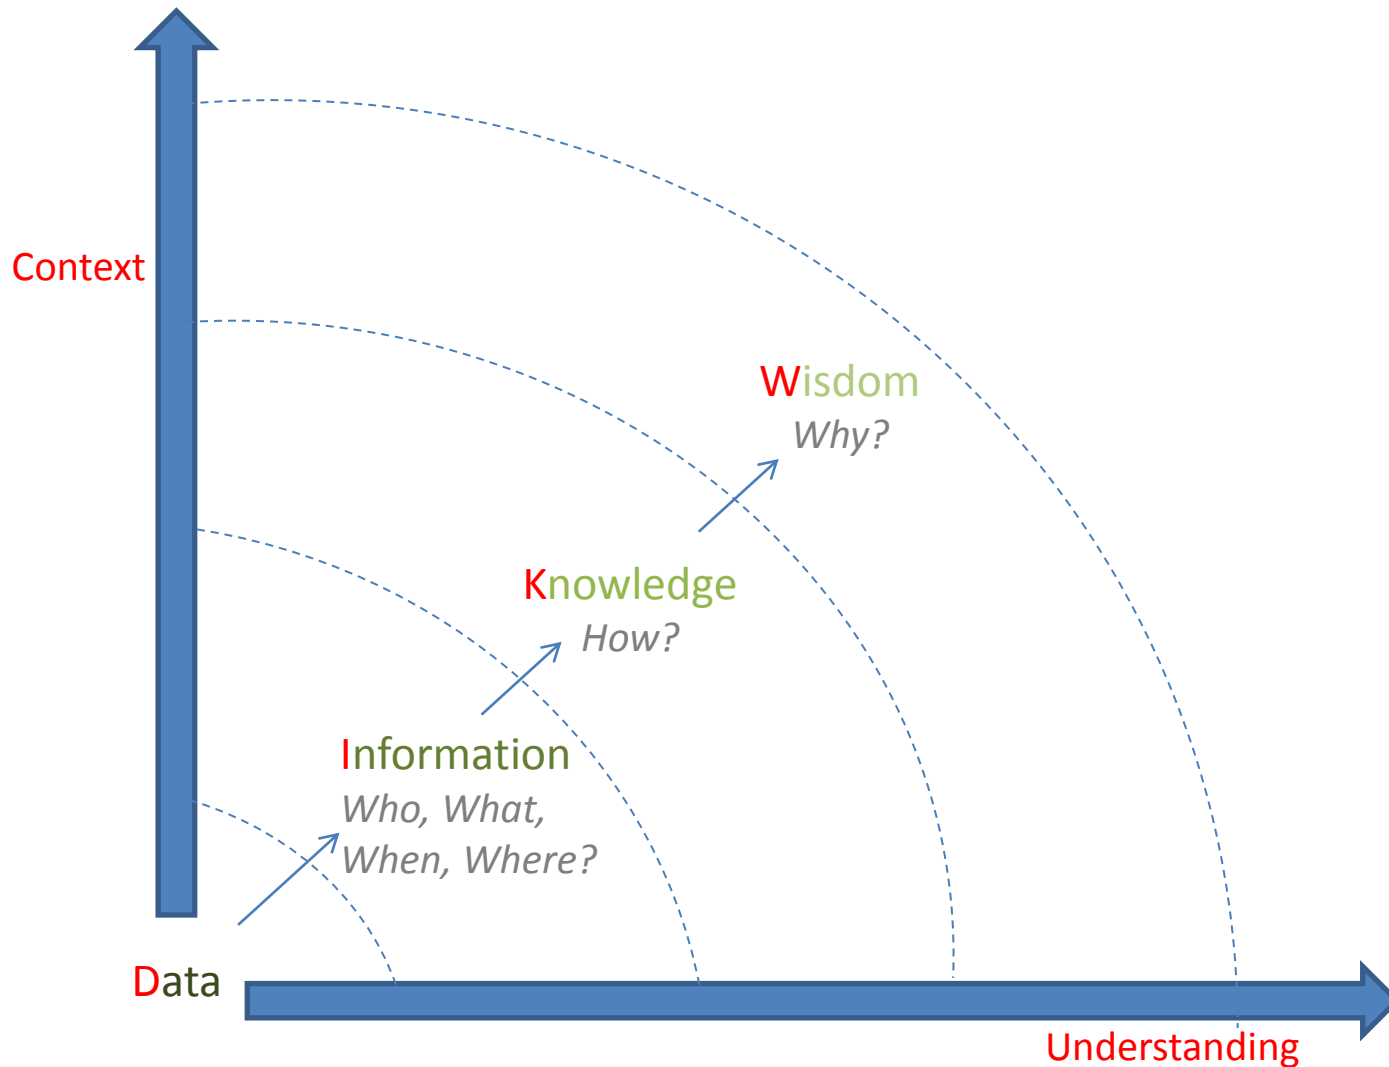 Context
Wisdom
Why?
Knowledge
How?
Information
Who, What,
When, Where?
Data
Understanding